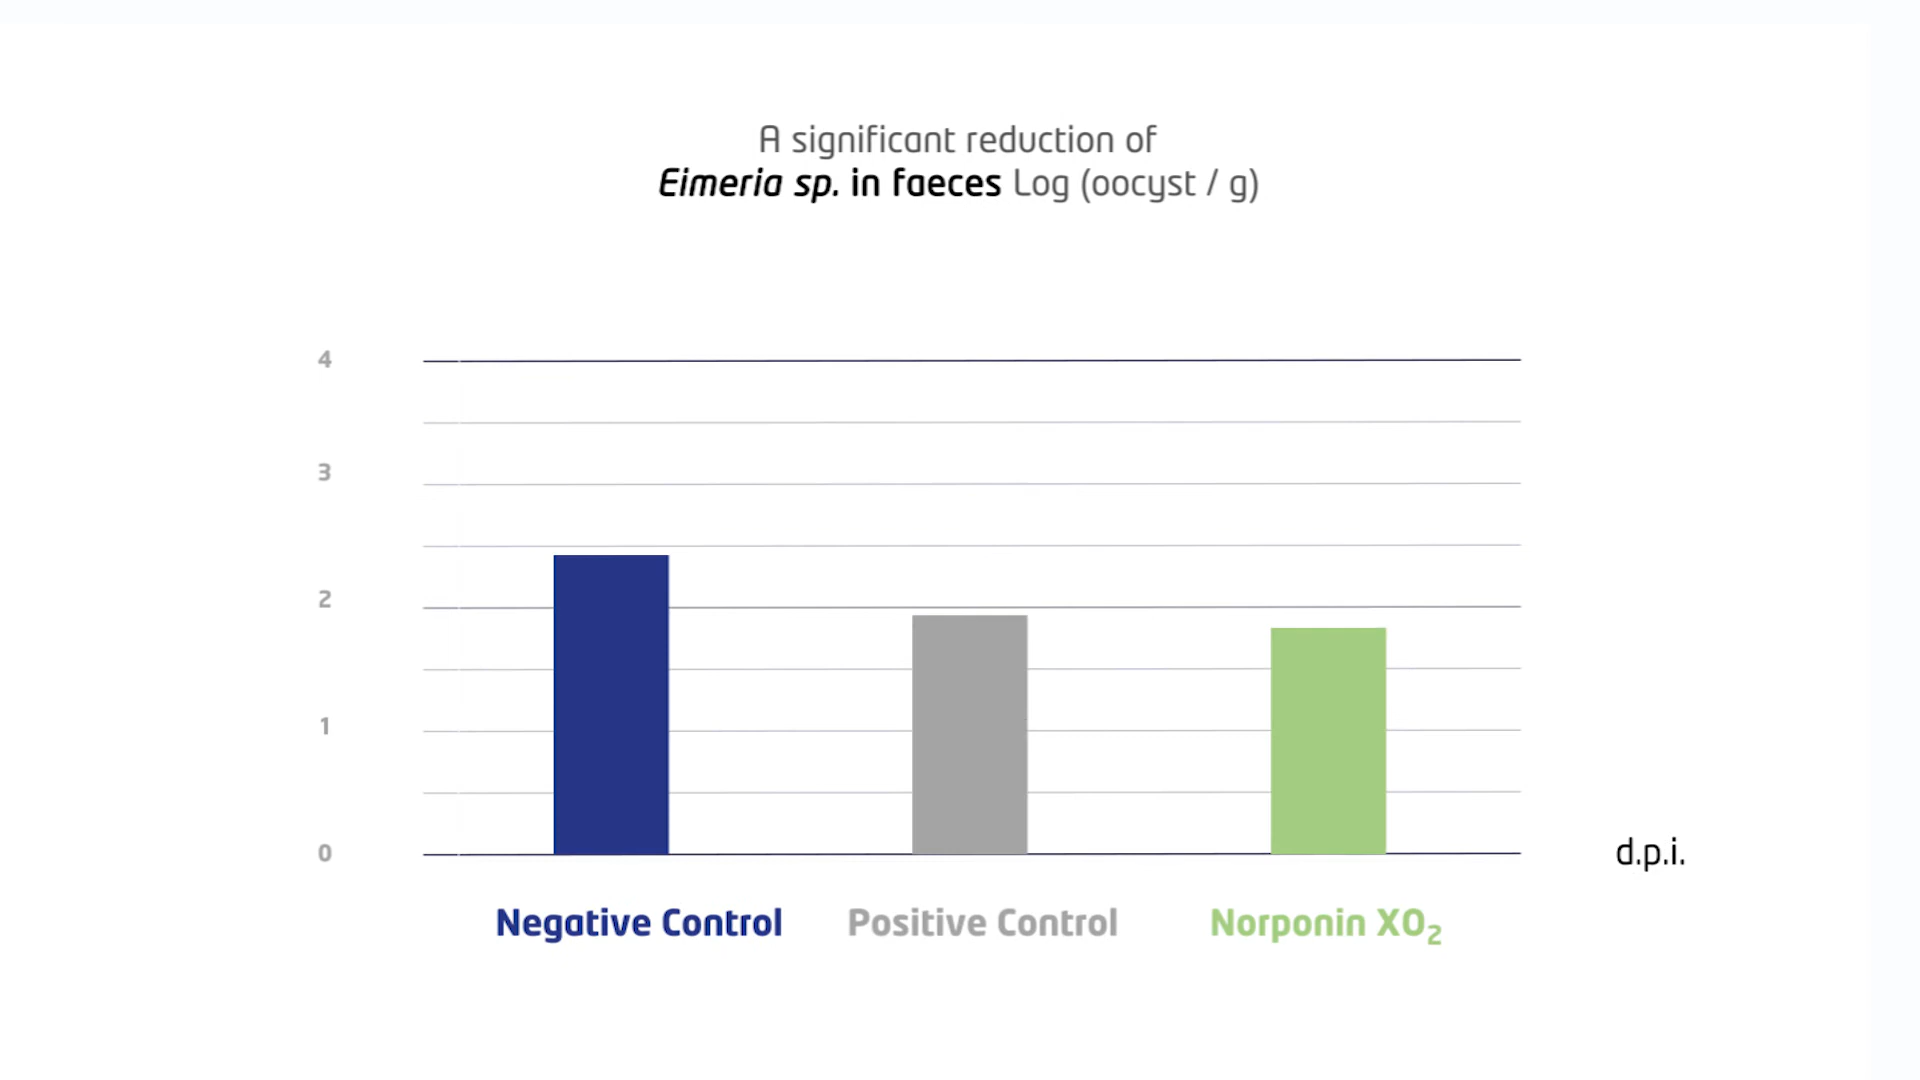 A significant reduction of
Eimeria sp. in faeces Log (oocyst / g)
4
3
2
1
0
d.p.i.
Negative Control
Positive Control
Norponin XO₂